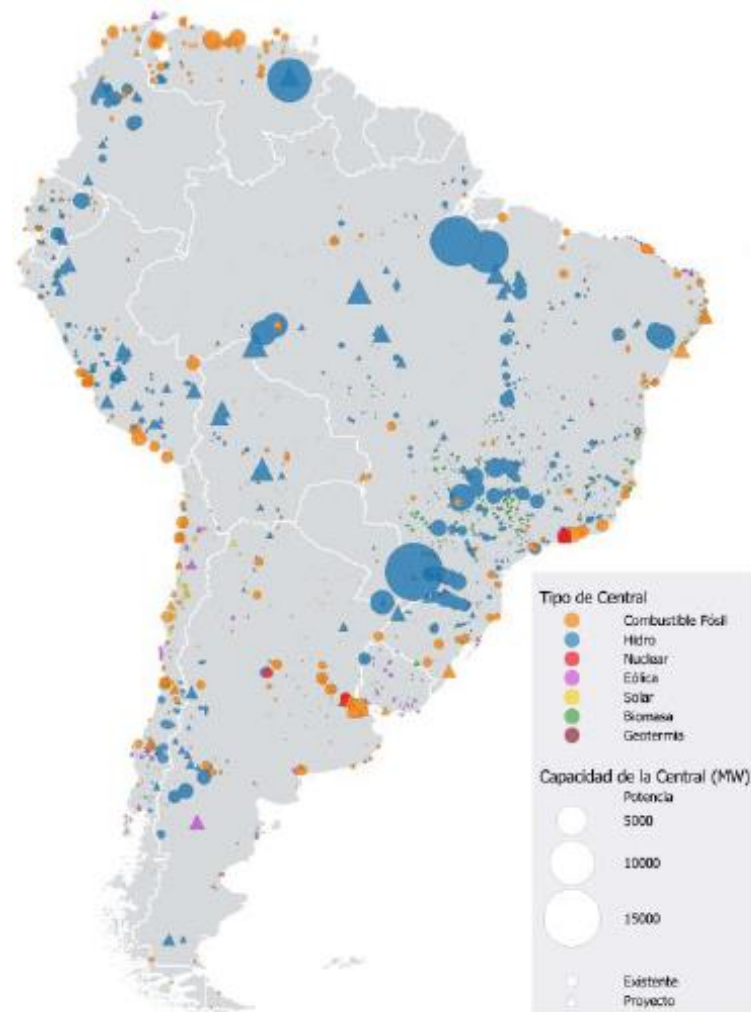 Tipo de Central
Combustible Fósil
Hidro
Nuclear
Eólica
Solar
Biomasa
Geotermia
Capacidad de la Central (MW)
Potencia
5000
10000
15000
Existente
Proyecto